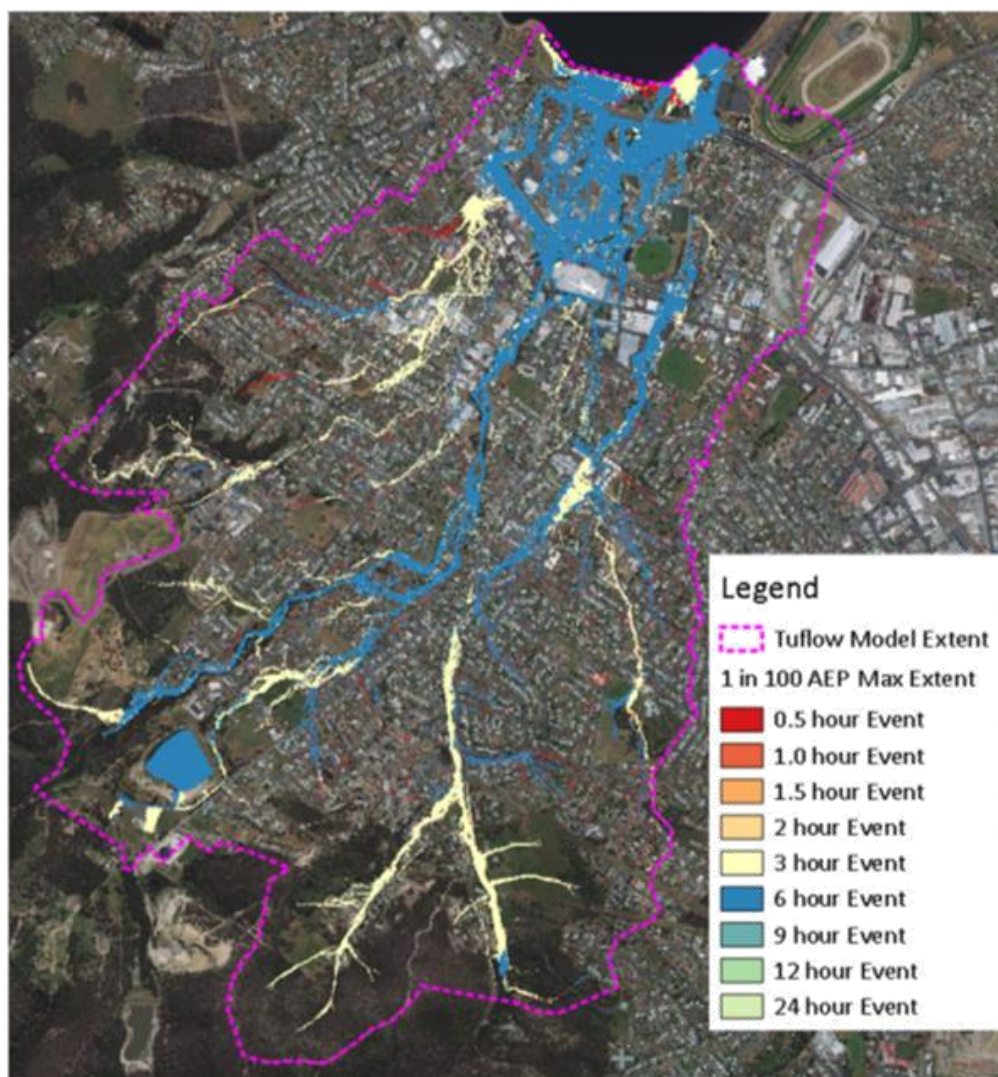 Legend
Tuflow Model Extent
1 in 100 AEP Max Extent
0.5 hour Event
1.0 hour Event
1.5 hour Event
2 hour Event
3 hour Event
6 hour Event
9 hour Event
12 hour Event
24 hour Event